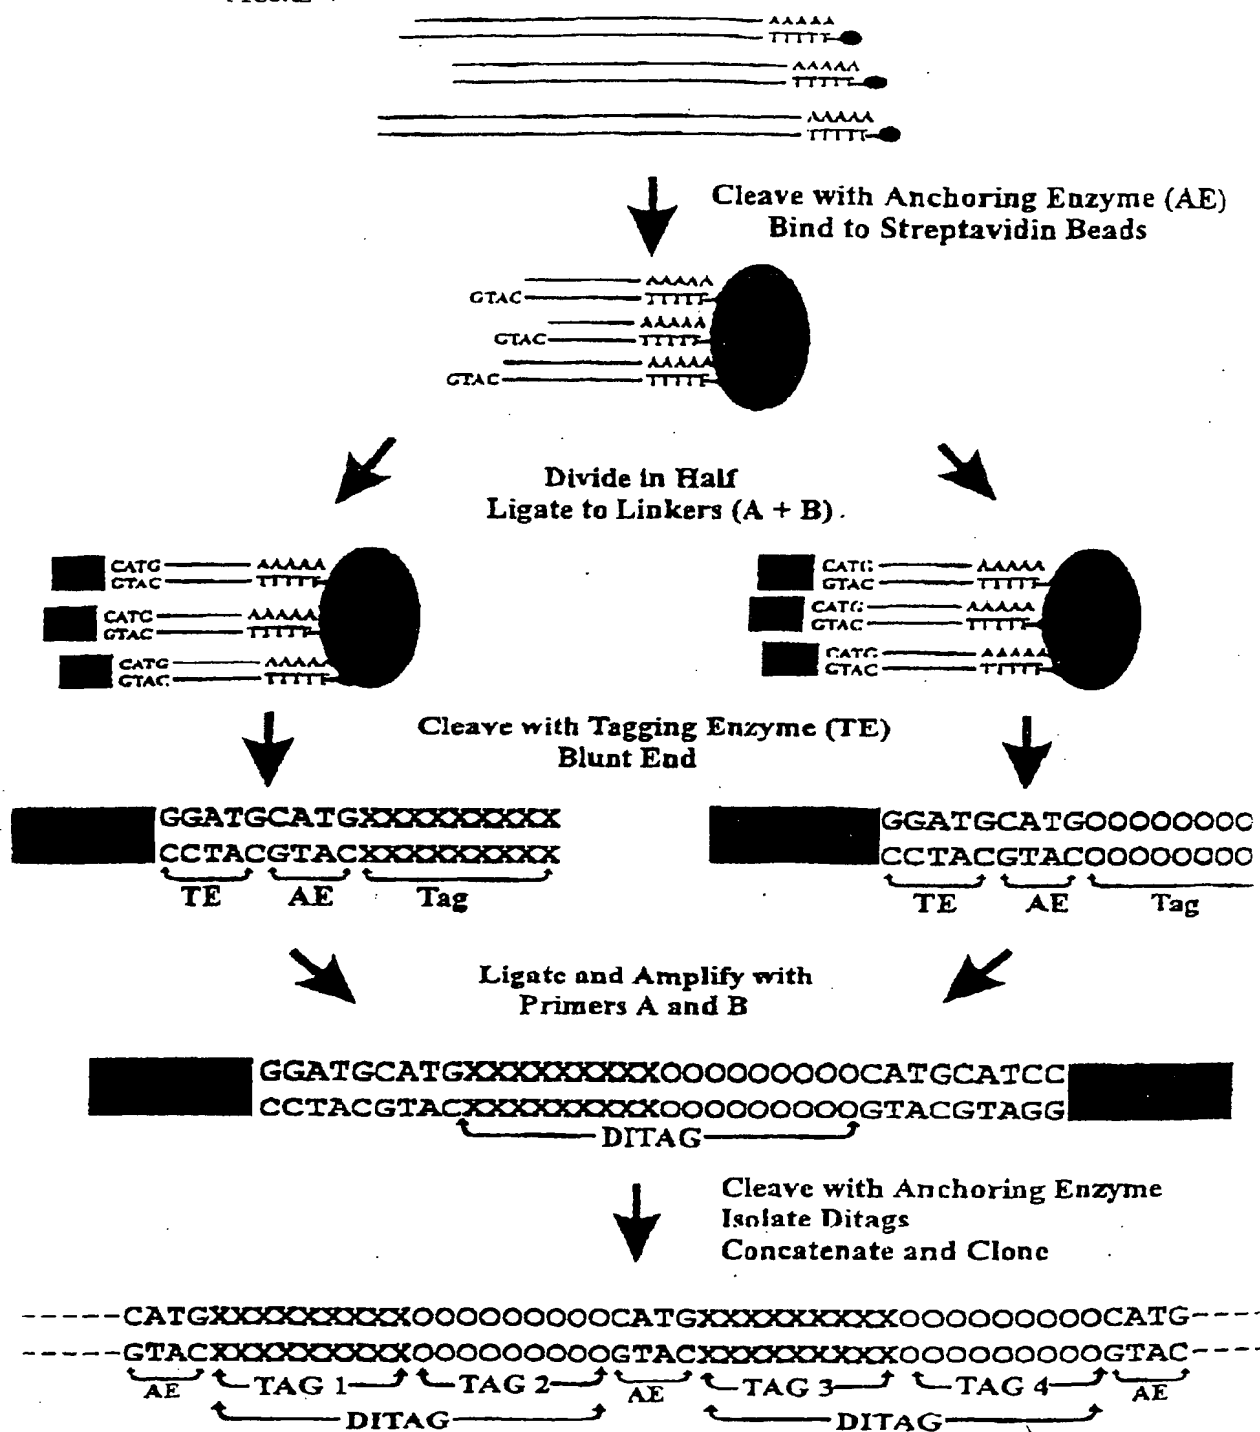 AAAAA
TTTTT
AAAAA
TTTTT
AAAAA
TTTTT
Cleave with Anchoring Enzyme (AE)
Bind to Streptavidin Beads
AAAAA
GTAC TTTTT
AAAAA
GTAC TTTTT
AAAAA
GTAC TTTTT
Divide in Half
Ligate to Linkers (A + B)
CATG AAAAA
GTAC TTTTT
CATG AAAAA
GTAC TTTTT
CATG AAAAA
GTAC TTTTT
CATG AAAAA
GTAC TTTTT
CATG AAAAA
GTAC TTTTT
CATG AAAAA
GTAC TTTTT
Cleave with Tagging Enzyme (TE)
Blunt End
GGATGCATGXXXXXXXXXX
CCTACGTACXXXXXXXXXX
TE AE Tag
GGATGCATGOOOOOOOO
CCTACGTACOOOOOOOO
TE AE Tag
Ligate and Amplify with
Primers A and B
GGATGCATGXXXXXXXXXOOOOOOOOOCATGCATCC
CCTACGTACXXXXXXXXXOOOOOOOOOGTACGTAGG
DITAG
Cleave with Anchoring Enzyme
Isolate Ditags
Concatenate and Clone
-----CATGXXXXXXXXXOOOOOOOOOCATGXXXXXXXXXOOOOOOOOOCATG----
-----GTACXXXXXXXXXOOOOOOOOOGTACXXXXXXXXXOOOOOOOOOGTAC----
AE TAG 1 TAG 2 AE TAG 3 TAG 4 AE
DITAG DITAG